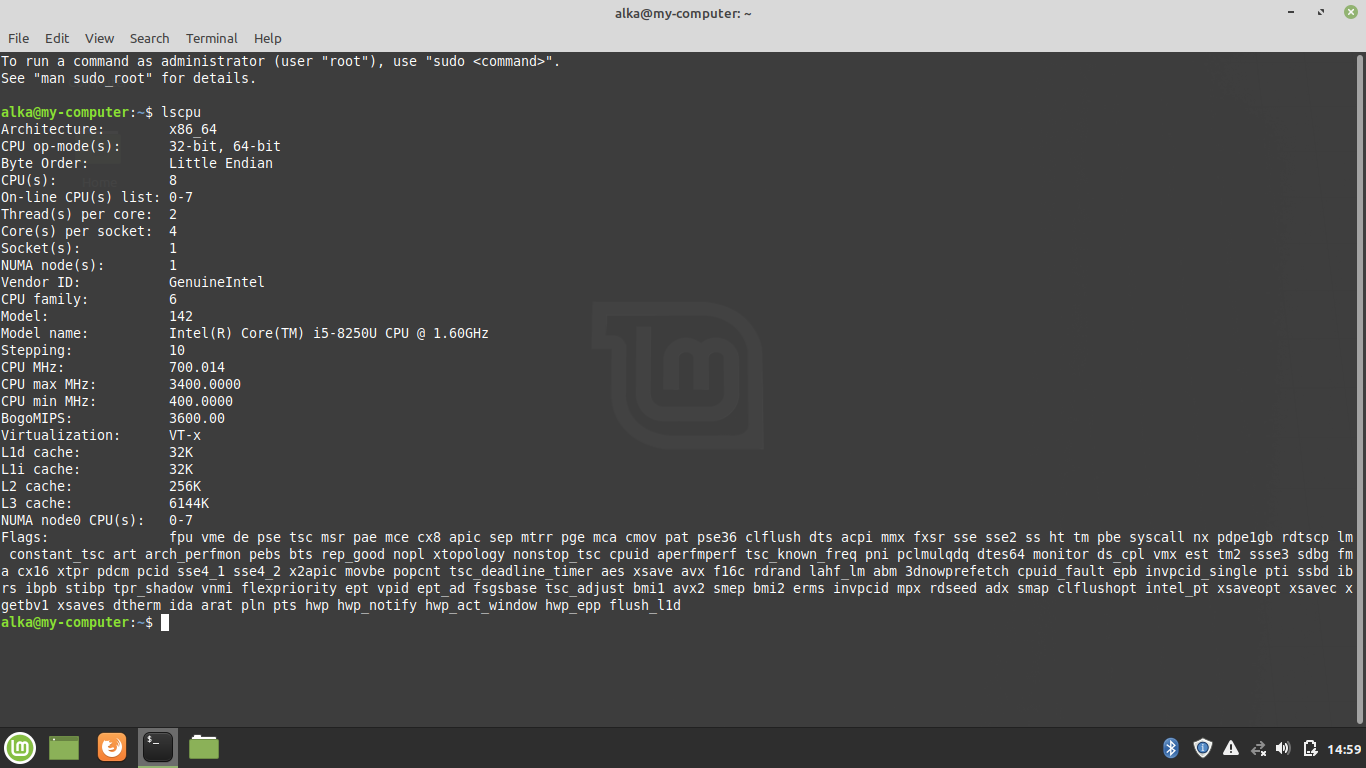 alka@my-computer: ~
File Edit View Search Terminal Help
To run a command as administrator (user "root"), use "sudo <command>".
See "man sudo_root" for details.
alka@my-computer:~$ lscpu
Architecture: x86_64
CPU op-mode(s): 32-bit, 64-bit
Byte Order: Little Endian
CPU(s): 8
On-line CPU(s) list: 0-7
Thread(s) per core: 2
Core(s) per socket: 4
Socket(s): 1
NUMA node(s): 1
Vendor ID: GenuineIntel
CPU family: 6
Model: 142
Model name: Intel(R) Core(TM) i5-8250U CPU @ 1.60GHz
Stepping: 10
CPU MHz: 700.014
CPU max MHz: 3400.0000
CPU min MHz: 400.0000
BogoMIPS: 3600.00
Virtualization: VT-x
L1d cache: 32K
L1i cache: 32K
L2 cache: 256K
L3 cache: 6144K
NUMA node0 CPU(s): 0-7
Flags: fpu vme de pse tsc msr pae mce cx8 apic sep mtrr pge mca cmov pat pse36 clflush dts acpi mmx fxsr sse sse2 ss ht tm pbe syscall nx pdpe1gb rdtscp lm
constant_tsc art arch_perfmon pebs bts rep_good nopl xtopology nonstop_tsc cpuid aperfmperf tsc_known_freq pni pclmulqdq dtes64 monitor ds_cpl vmx est tm2 ssse3 sdbg fm
a cx16 xtpr pdcm pcid sse4_1 sse4_2 x2apic movbe popcnt tsc_deadline_timer aes xsave avx f16c rdrand lahf_lm abm 3dnowprefetch cpuid_fault epb invpcid_single pti ssbd ib
rs ibpb stibp tpr_shadow vnmi flexpriority ept vpid ept_ad fsgsbase tsc_adjust bmi1 avx2 smep bmi2 erms invpcid mpx rdseed adx smap clflushopt intel_pt xsaveopt xsavec x
getbv1 xsaves dtherm ida arat pln pts hwp hwp_notify hwp_act_window hwp_epp flush_l1d
alka@my-computer:~$
14:59